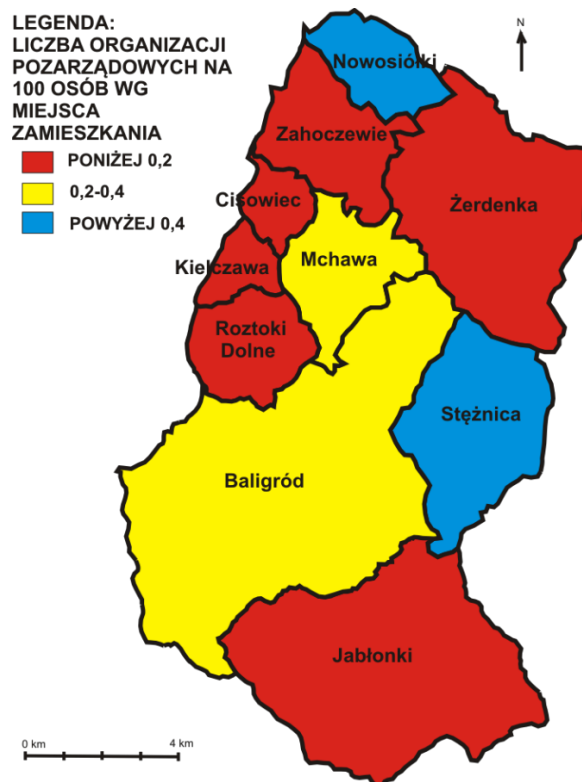 LEGENDA:
LICZBA ORGANIZACJI
POZARZĄDOWYCH NA
100 OSÓB WG
MIEJSCA
ZAMIESZKANIA
PONIŻEJ 0,2
0,2-0,4
POWYŻEJ 0,4
N
Nowosiółki
Zahoczewie
Cisowiec
Żerdenka
Mchawa
Kielczawa
Roztoki
Dolne
Stężnica
Baligród
Jabłonki
0 km
4 km